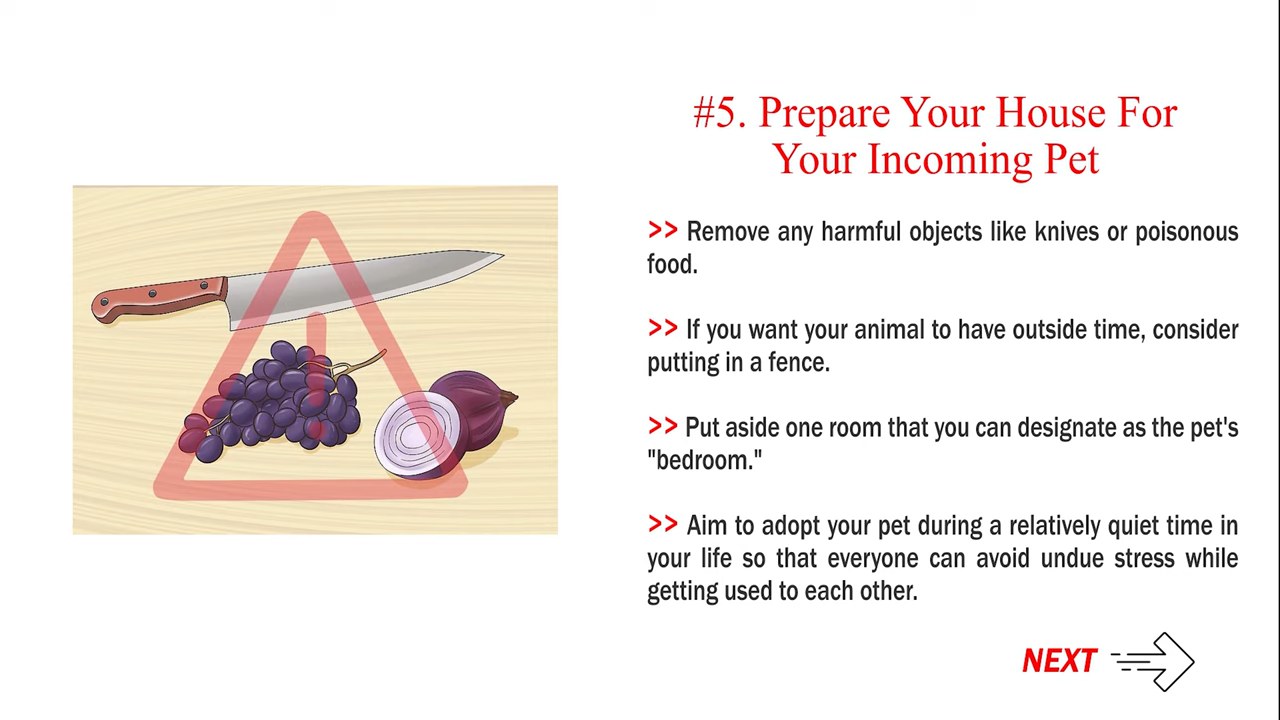 #5. Prepare Your House For
Your Incoming Pet
>> Remove any harmful objects like knives or poisonous
food.
>> If you want your animal to have outside time, consider
putting in a fence.
>> Put aside one room that you can designate as the pet's
"bedroom."
>> Aim to adopt your pet during a relatively quiet time in
your life so that everyone can avoid undue stress while
getting used to each other.
NEXT